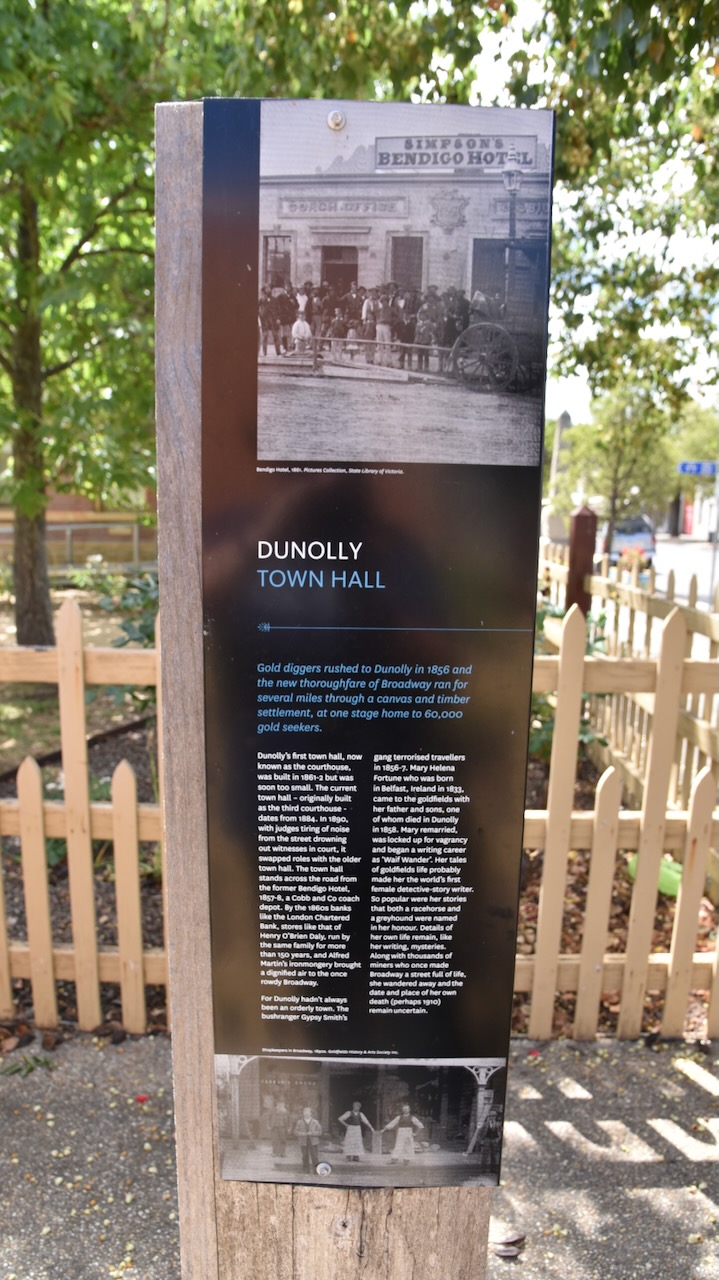 SIMPSON'S
BENDIGO HOTEL
COACH OFFICE
Bendigo Hotel, 1861. Pictures Collection, State Library of Victoria.
DUNOLLY
TOWN HALL
Gold diggers rushed to Dunolly in 1856 and
the new thoroughfare of Broadway ran for
several miles through a canvas and timber
settlement, at one stage home to 60,000
gold seekers.
Dunolly's first town hall, now
known as the courthouse,
was built in 1861-2 but was
soon too small. The current
town hall – originally built
as the third courthouse -
dates from 1884. In 1890,
with judges tiring of noise
from the street drowning
out witnesses in court, it
swapped roles with the older
town hall. The town hall
stands across the road from
the former Bendigo Hotel,
1857-8, a Cobb and Co coach
depot. By the 1860s banks
like the London Chartered
Bank, stores like that of
Henry O'Brien Daly, run by
the same family for more
than 150 years, and Alfred
Martin's ironmongery brought
a dignified air to the once
rowdy Broadway.
For Dunolly hadn't always
been an orderly town. The
bushranger Gypsy Smith's
gang terrorised travellers
in 1856-7. Mary Helena
Fortune who was born
in Belfast, Ireland in 1833,
came to the goldfields with
her father and sons, one
of whom died in Dunolly
in 1858. Mary remarried,
was locked up for vagrancy
and began a writing career
as 'Waif Wander'. Her tales
of goldfields life probably
made her the world's first
female detective-story writer.
So popular were her stories
that both a racehorse and
a greyhound were named
in her honour. Details of
her own life remain, like
her writing, mysteries.
Along with thousands of
miners who once made
Broadway a street full of life,
she wandered away and the
date and place of her own
death (perhaps 1910)
remain uncertain.
Shopkeepers in Broadway, 1890s. Goldfields History & Arts Society Inc.